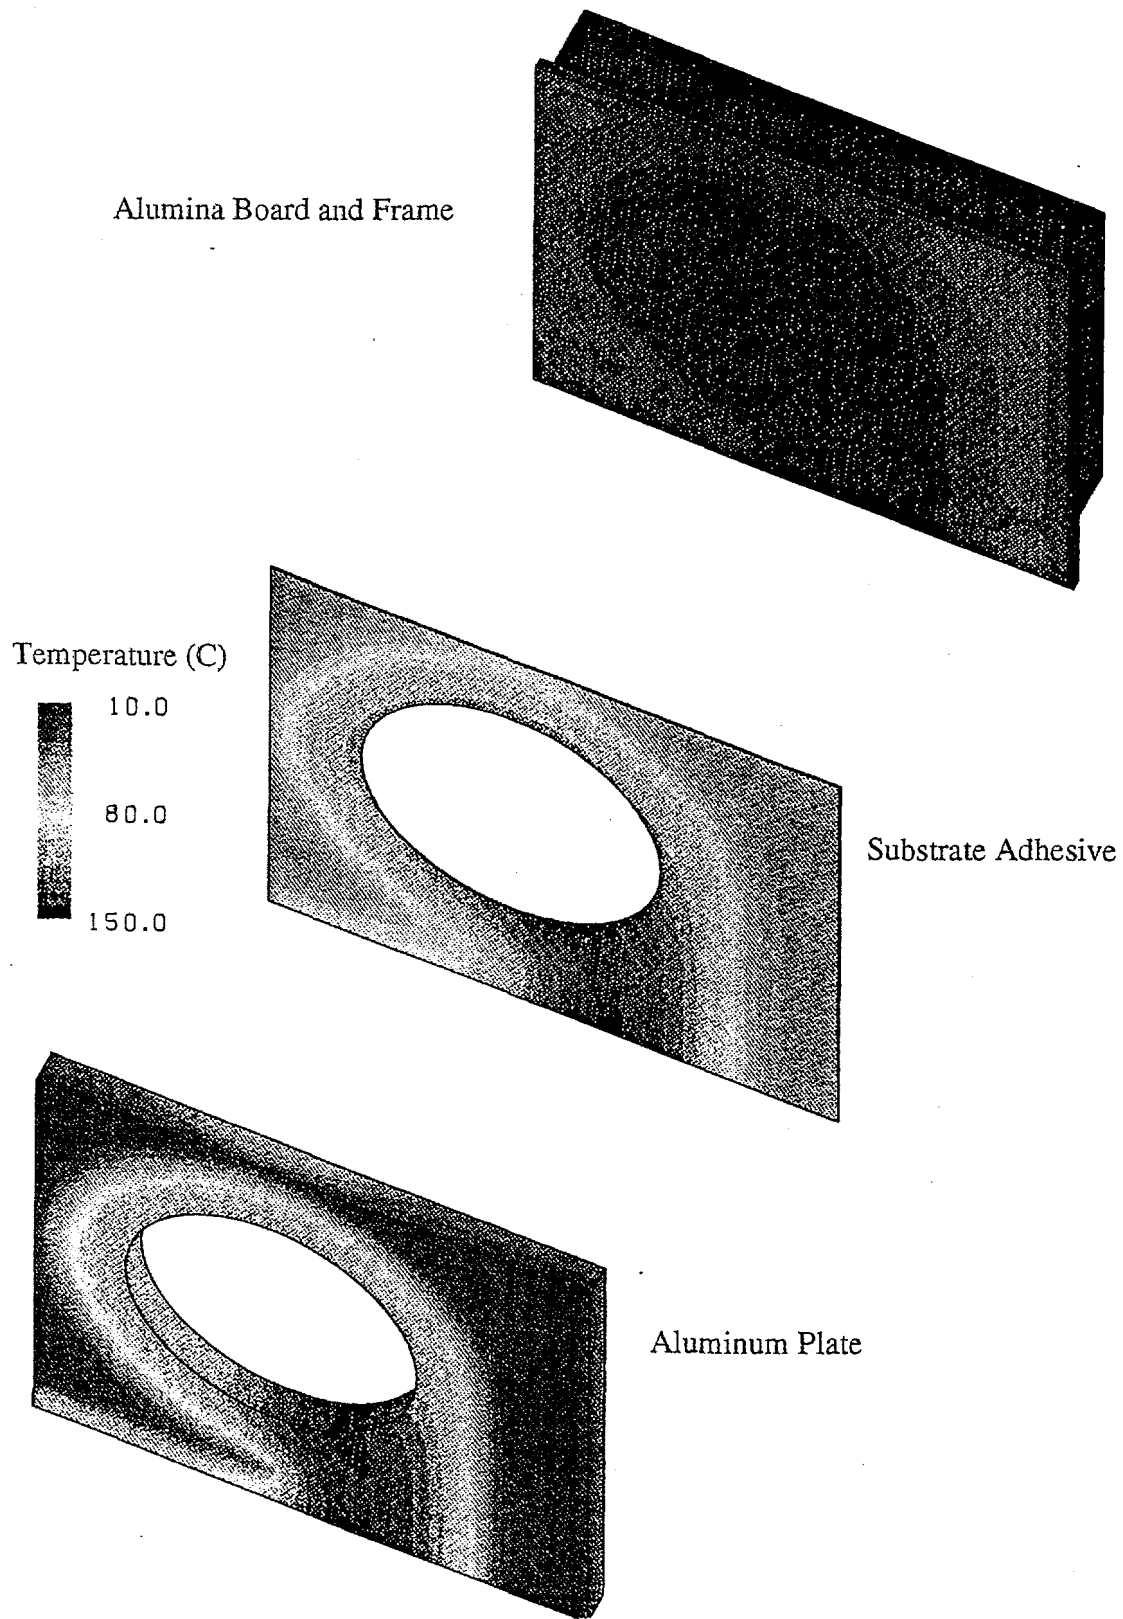 Alumina Board and Frame
Temperature (C)
10.0
80.0
150.0
Substrate Adhesive
Aluminum Plate